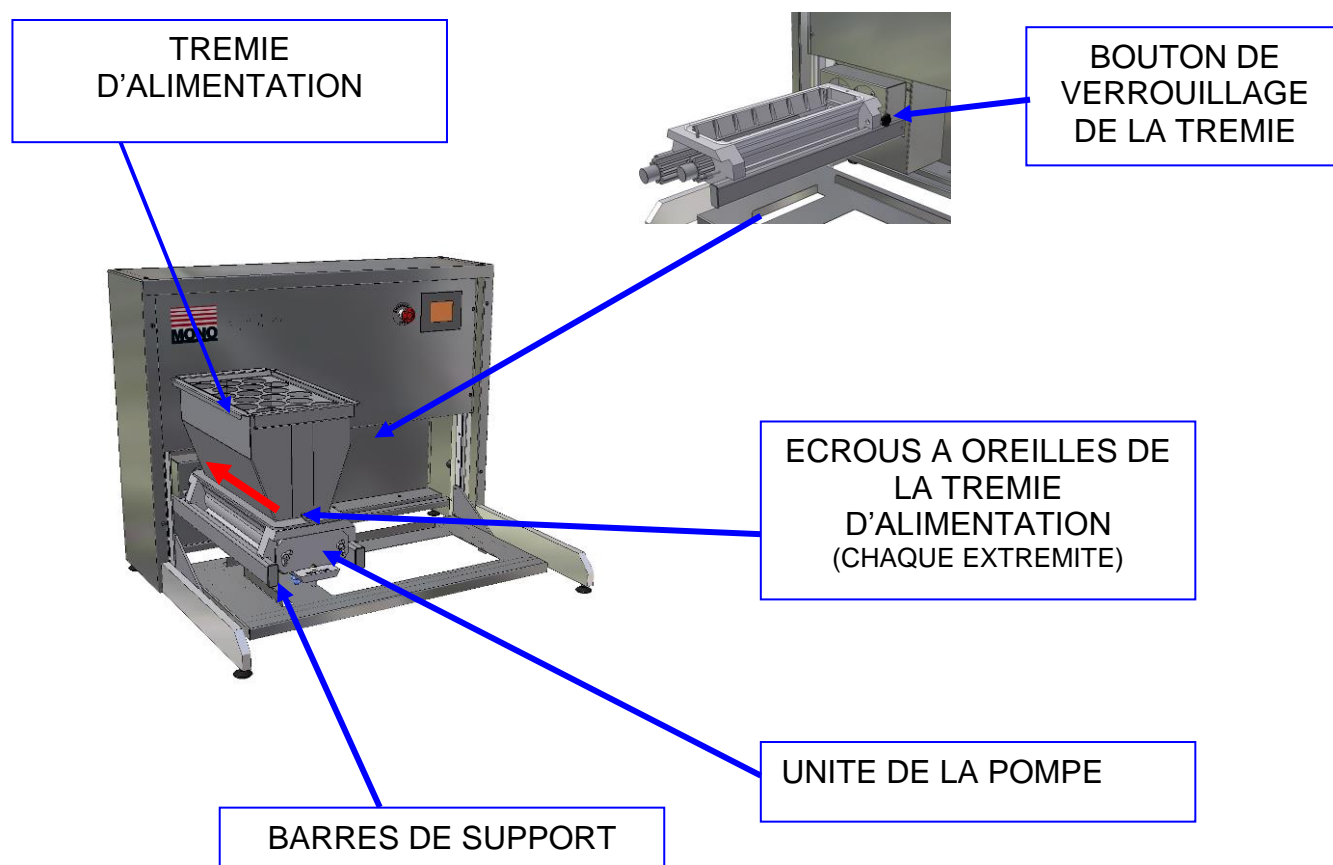 TREMIE
D’ALIMENTATION
BOUTON DE
VERROUILLAGE
DE LA TREMIE
MONO
ECROUS A OREILLES DE
LA TREMIE
D’ALIMENTATION
(CHAQUE EXTREMITE)
UNITE DE LA POMPE
BARRES DE SUPPORT